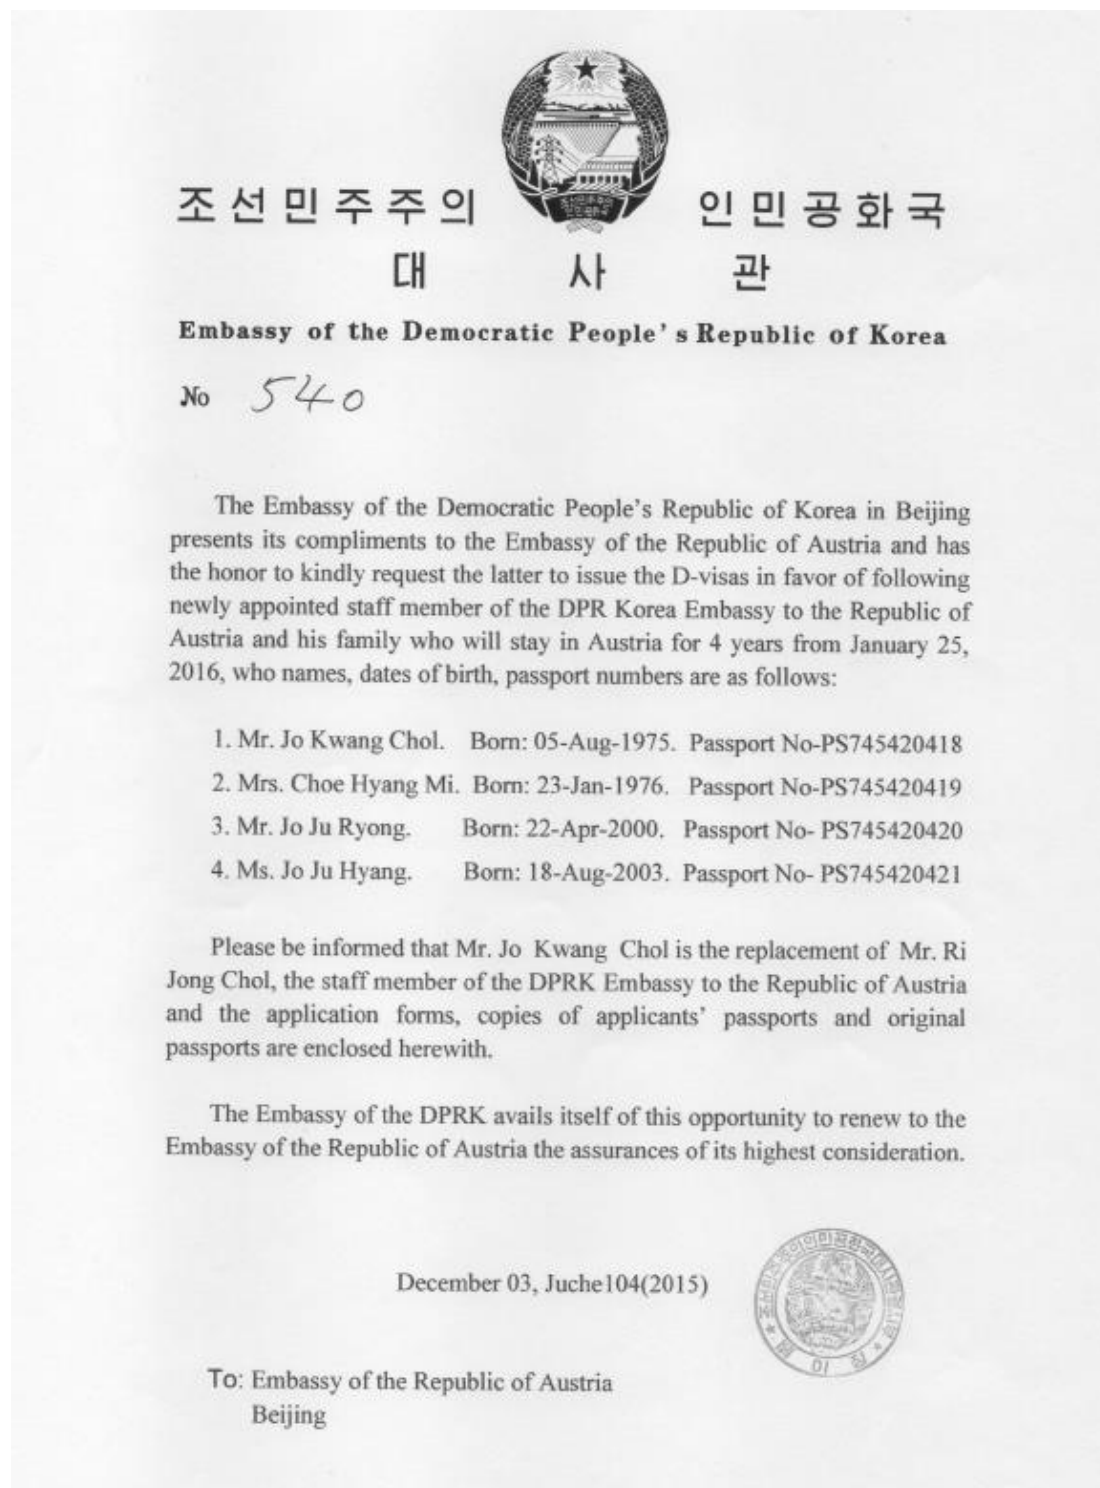 조선민주주의 인민공화국
대 사 관
Embassy of the Democratic People's Republic of Korea
№ 540
The Embassy of the Democratic People's Republic of Korea in Beijing
presents its compliments to the Embassy of the Republic of Austria and has
the honor to kindly request the latter to issue the D-visas in favor of following
newly appointed staff member of the DPR Korea Embassy to the Republic of
Austria and his family who will stay in Austria for 4 years from January 25,
2016, who names, dates of birth, passport numbers are as follows:
1. Mr. Jo Kwang Chol. Born: 05-Aug-1975. Passport No-PS745420418
2. Mrs. Choe Hyang Mi. Born: 23-Jan-1976. Passport No-PS745420419
3. Mr. Jo Ju Ryong. Born: 22-Apr-2000. Passport No- PS745420420
4. Ms. Jo Ju Hyang. Born: 18-Aug-2003. Passport No- PS745420421
Please be informed that Mr. Jo Kwang Chol is the replacement of Mr. Ri
Jong Chol, the staff member of the DPRK Embassy to the Republic of Austria
and the application forms, copies of applicants' passports and original
passports are enclosed herewith.
The Embassy of the DPRK avails itself of this opportunity to renew to the
Embassy of the Republic of Austria the assurances of its highest consideration.
December 03, Juche104(2015)
To: Embassy of the Republic of Austria
Beijing